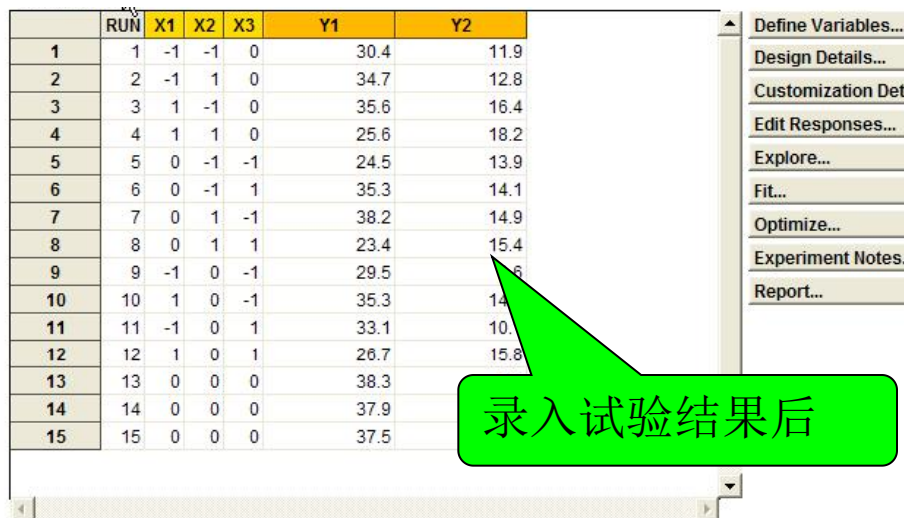 RUN X1 X2 X3 Y1 Y2
1 1 -1 -1 0 30.4 11.9
2 2 -1 1 0 34.7 12.8
3 3 1 -1 0 35.6 16.4
4 4 1 1 0 25.6 18.2
5 5 0 -1 -1 24.5 13.9
6 6 0 -1 1 35.3 14.1
7 7 0 1 -1 38.2 14.9
8 8 0 1 1 23.4 15.4
9 9 -1 0 -1 29.5
10 10 1 0 -1 35.3
11 11 -1 0 1 33.1
12 12 1 0 1 26.7 15.8
13 13 0 0 0 38.3
14 14 0 0 0 37.9
15 15 0 0 0 37.5
录入试验结果后
Define Variables...
Design Details...
Customization
Edit Responses...
Explore...
Fit...
Optimize...
Experiment Notes.
Report...